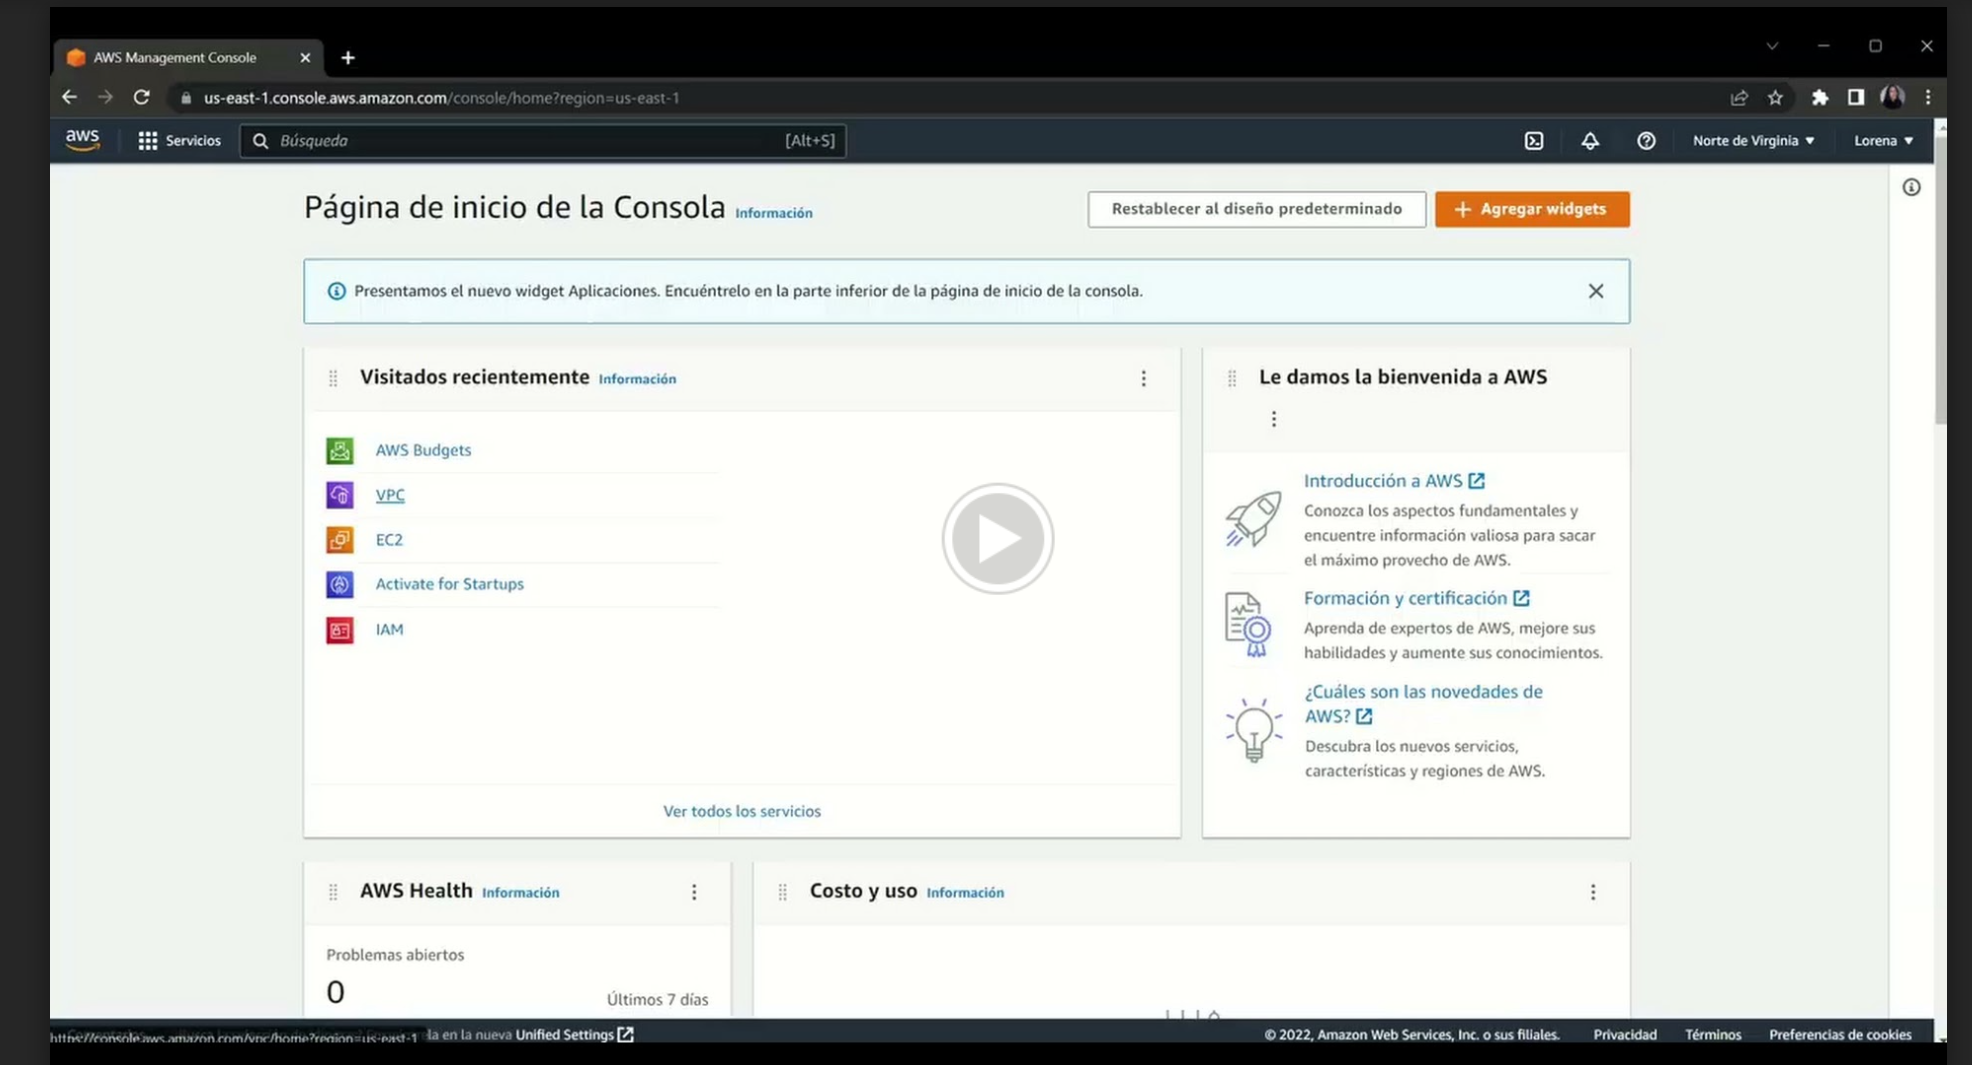 AWS Management Console
us-east-1.console.aws.amazon.com/console/home?region=us-east-1
aws
Servicios
Búsqueda
[Alt+S]
Norte de Virginia
Lorena
Página de inicio de la Consola Información
Restablecer al diseño predeterminado
Agregar widgets
Presentamos el nuevo widget Aplicaciones. Encuéntrelo en la parte inferior de la página de inicio de la consola.
Visitados recientemente Información
AWS Budgets
VPC
EC2
Activate for Startups
IAM
Ver todos los servicios
Le damos la bienvenida a AWS
Introducción a AWS
Conozca los aspectos fundamentales y
encuentre información valiosa para sacar
el máximo provecho de AWS.
Formación y certificación
Aprenda de expertos de AWS, mejore sus
habilidades y aumente sus conocimientos.
¿Cuáles son las novedades de
AWS?
Descubra los nuevos servicios,
características y regiones de AWS.
AWS Health Información
Problemas abiertos
0
Últimos 7 días
Costo y uso Información
https://console.aws.amazon.com/vpc/home?region=us-east-1
la en la nueva Unified Settings
© 2022, Amazon Web Services, Inc. o sus filiales.
Privacidad
Términos
Preferencias de cookies